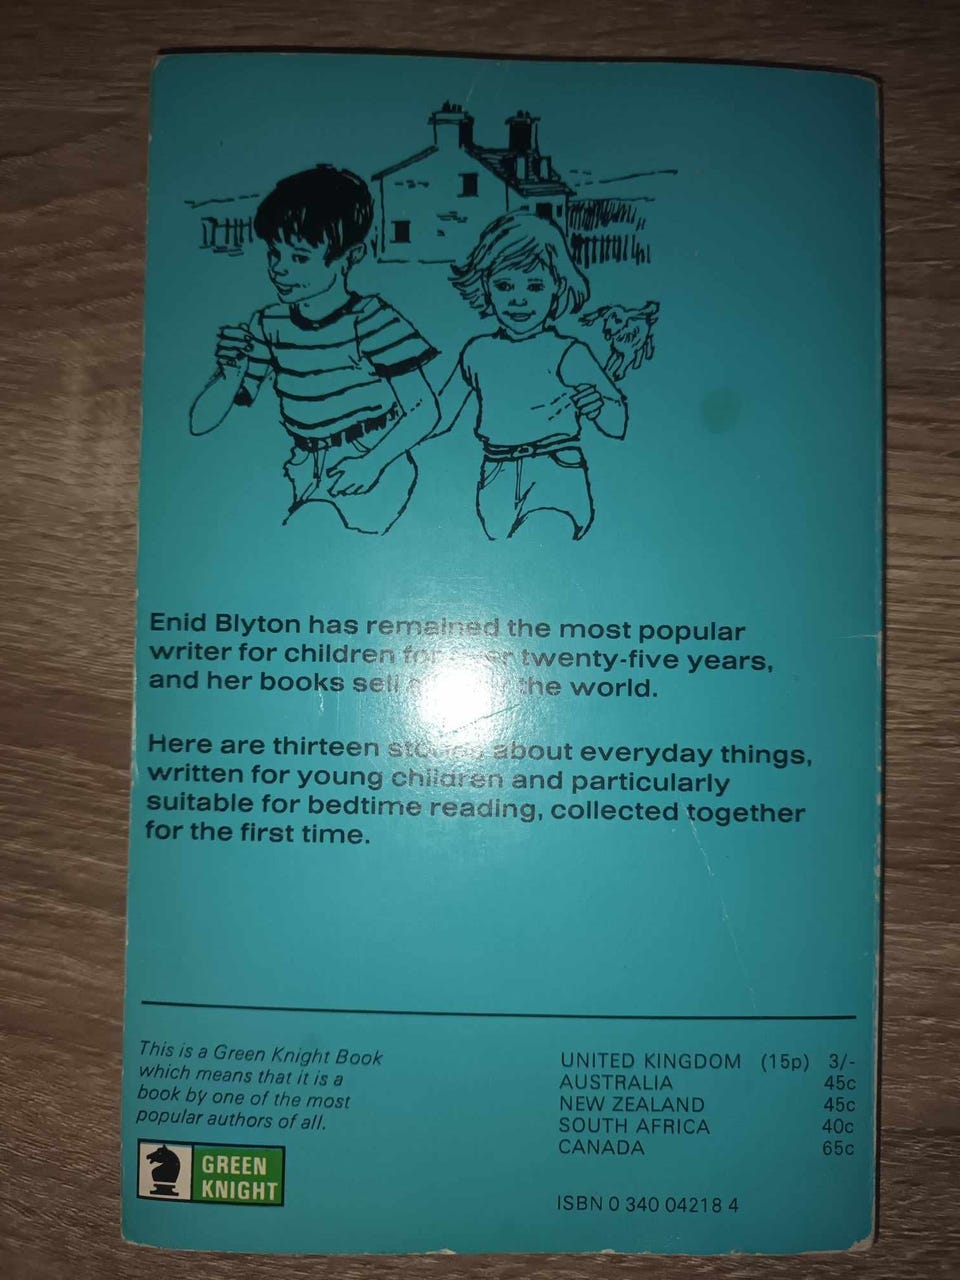 Enid Blyton has remained the most popular
writer for children for over twenty-five years,
and her books sell the world.
Here are thirteen stories about everyday things,
written for young children and particularly
suitable for bedtime reading, collected together
for the first time.
This is a Green Knight Book
which means that it is a
book by one of the most
popular authors of all.
GREEN
KNIGHT
UNITED KINGDOM (15p) 3/-
AUSTRALIA 45c
NEW ZEALAND 45c
SOUTH AFRICA 40c
CANADA 65c
ISBN 0 340 04218 4